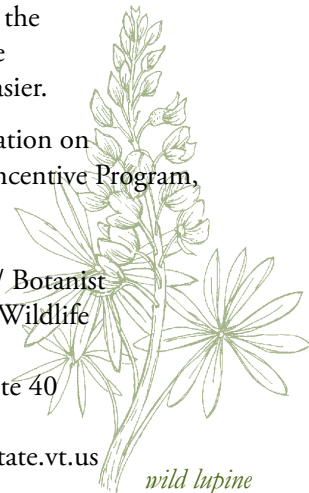 the
e
asier.
ation on
ncentive Program,
/ Botanist
Wildlife
te 40
tate.vt.us
wild lupine